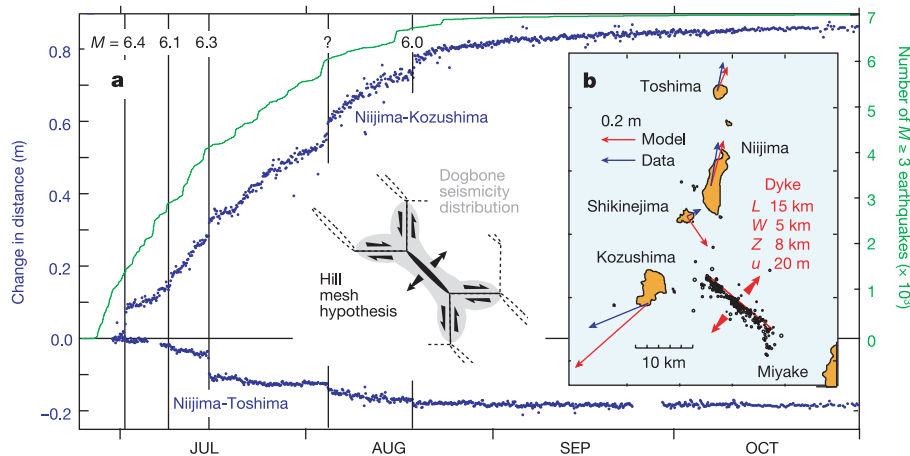 M = 6.4 6.1 6.3 ? 6.0
a
Change in distance (m)
0.8
0.6
0.4
0.2
0.0
−0.2
Niijima-Kozushima
Niijima-Toshima
Dogbone
seismicity
distribution
Hill
mesh
hypothesis
b
Toshima
0.2 m
Model
Data
Niijima
Shikinejima
Dyke
L 15 km
W 5 km
Z 8 km
u 20 m
Kozushima
10 km
Miyake
7
6
5
4
3
2
1
0
Number of M ≥ 3 earthquakes (× 10³)
JUL AUG SEP OCT